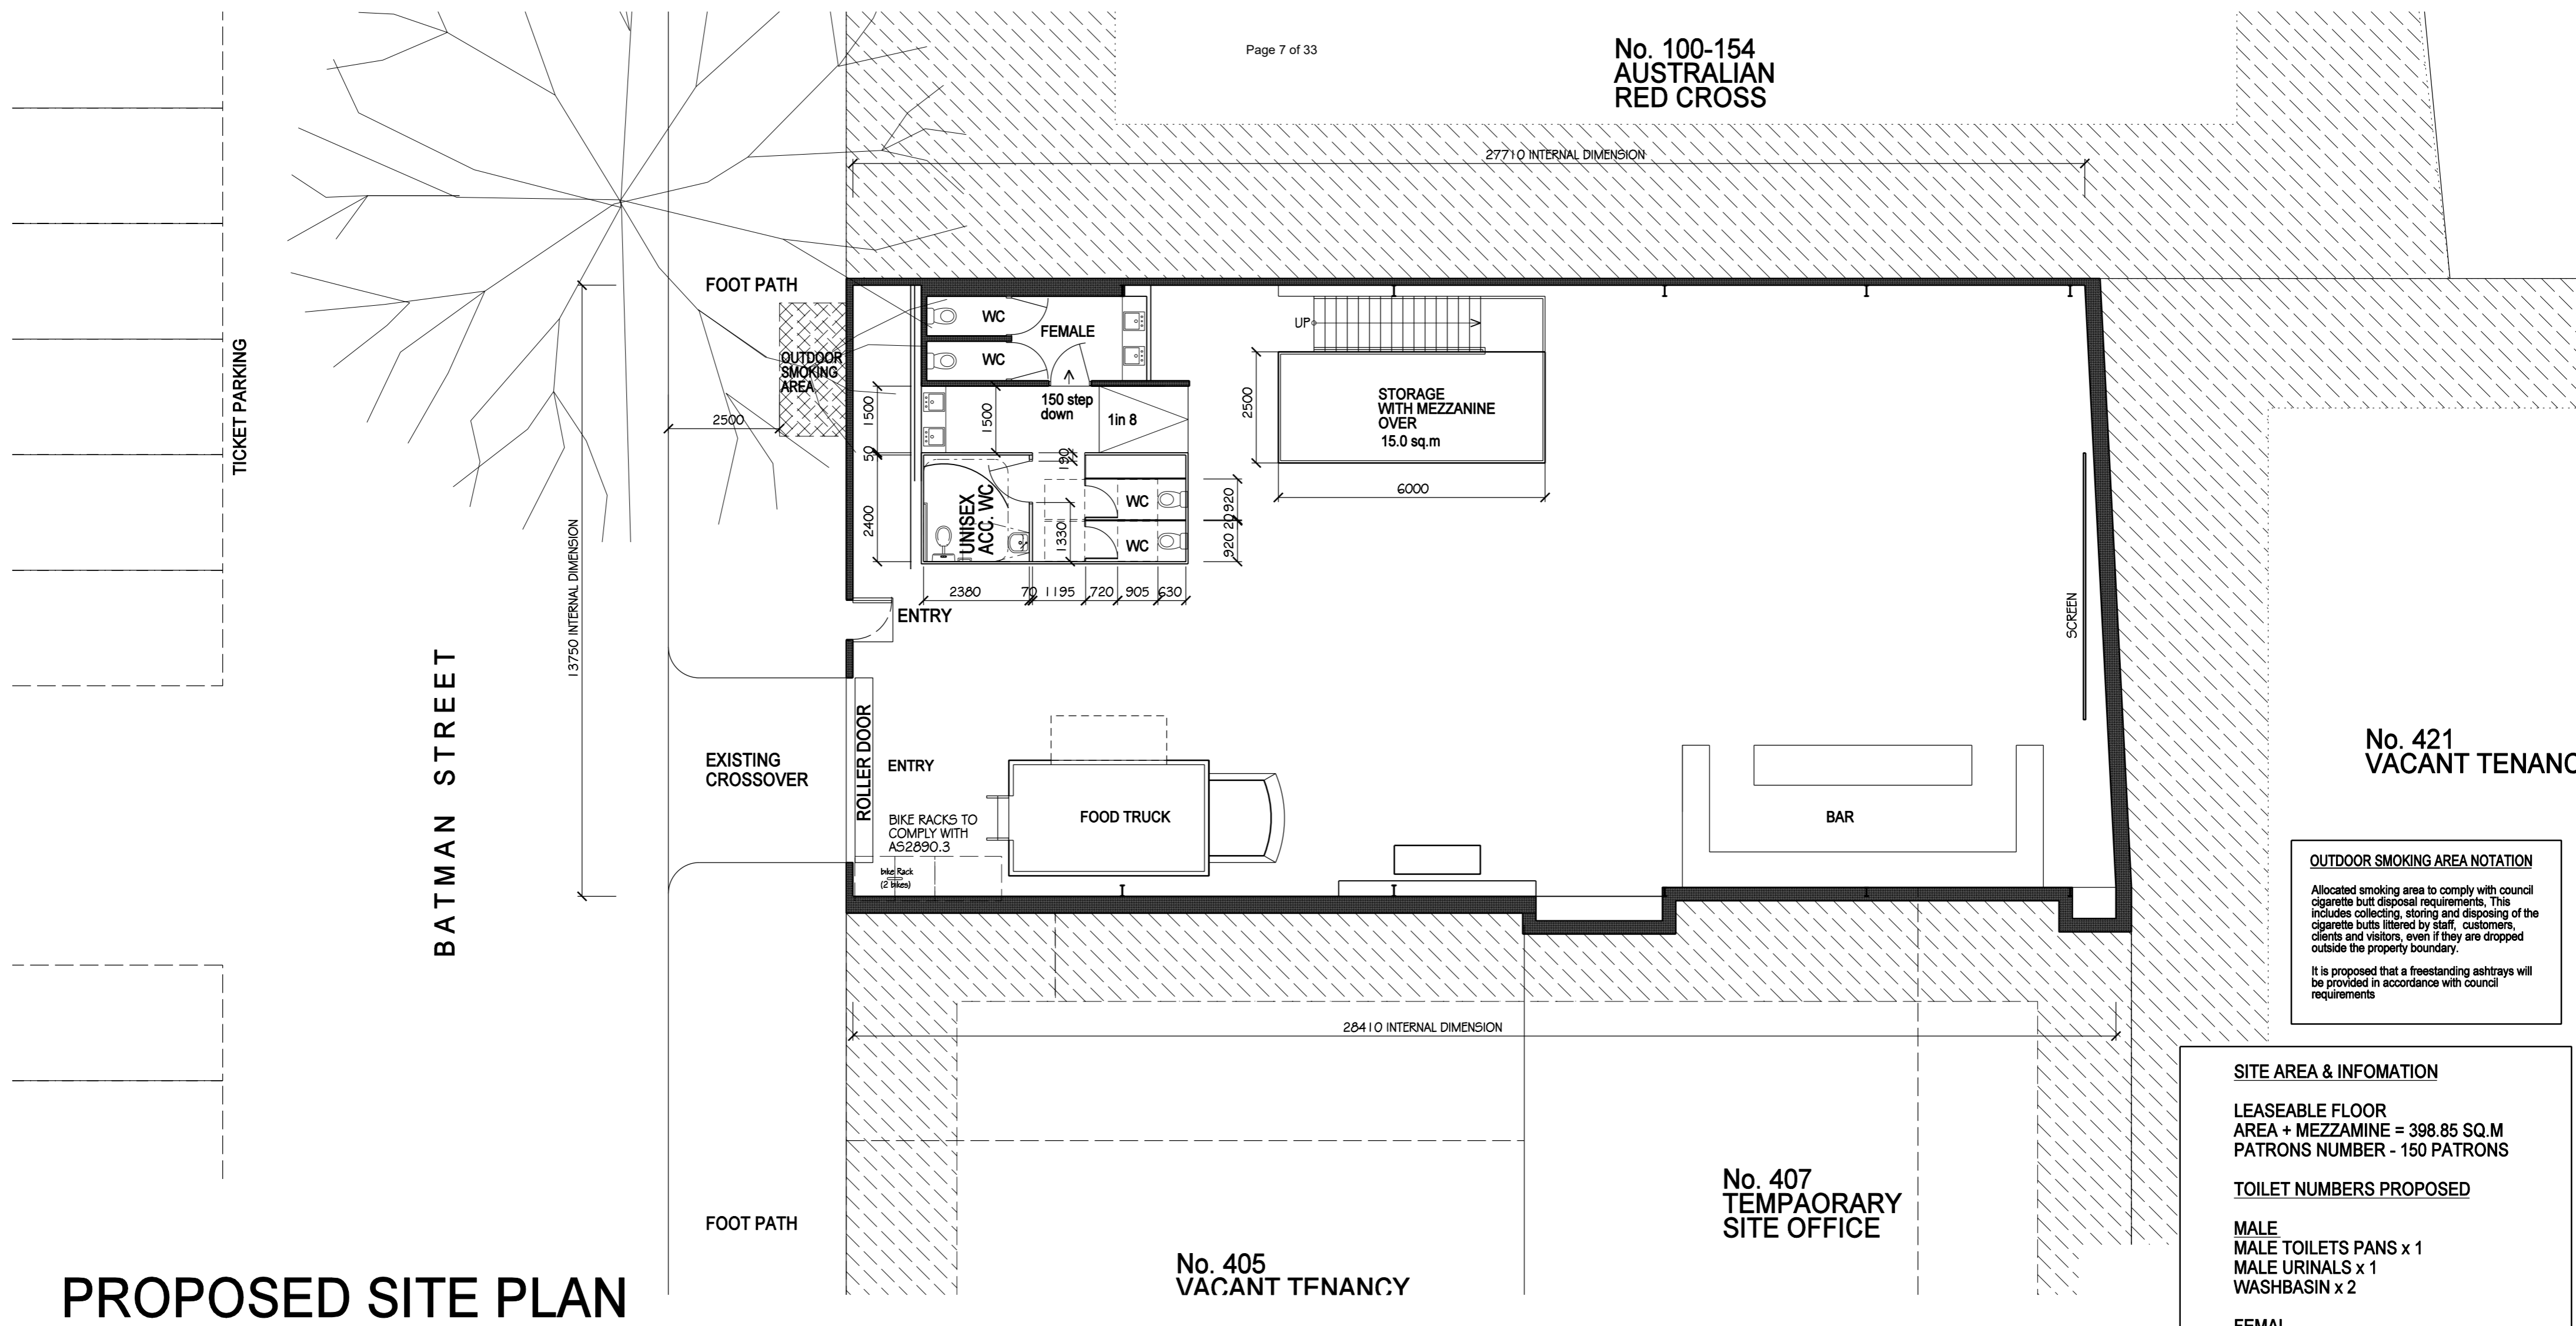 Page 7 of 33
No. 100-154
AUSTRALIAN
RED CROSS
27710 INTERNAL DIMENSION
FOOT PATH
TICKET PARKING
OUTDOOR
SMOKING
AREA
2500
13750 INTERNAL DIMENSION
BATMAN STREET
WC
FEMALE
WC
150 step
down
1in 8
1500
1500
50
2400
190
UNISEX
ACC. WC
1330
WC
WC
920
20
920
2380
70
1195
720
905
630
UP
STORAGE
WITH MEZZANINE
OVER
15.0 sq.m
2500
6000
ENTRY
SCREEN
EXISTING
CROSSOVER
ROLLER DOOR
ENTRY
BIKE RACKS TO
COMPLY WITH
AS2890.3
bike Rack
(2 bikes)
FOOD TRUCK
BAR
No. 421
VACANT TENANC
OUTDOOR SMOKING AREA NOTATION
Allocated smoking area to comply with council
cigarette butt disposal requirements, This
includes collecting, storing and disposing of the
cigarette butts littered by staff, customers,
clients and visitors, even if they are dropped
outside the property boundary.
It is proposed that a freestanding ashtrays will
be provided in accordance with council
requirements
28410 INTERNAL DIMENSION
SITE AREA & INFOMATION
LEASEABLE FLOOR
AREA + MEZZAMINE = 398.85 SQ.M
PATRONS NUMBER - 150 PATRONS
TOILET NUMBERS PROPOSED
MALE
MALE TOILETS PANS x 1
MALE URINALS x 1
WASHBASIN x 2
FEMAL
FOOT PATH
No. 407
TEMPAORARY
SITE OFFICE
No. 405
VACANT TENANCY
PROPOSED SITE PLAN